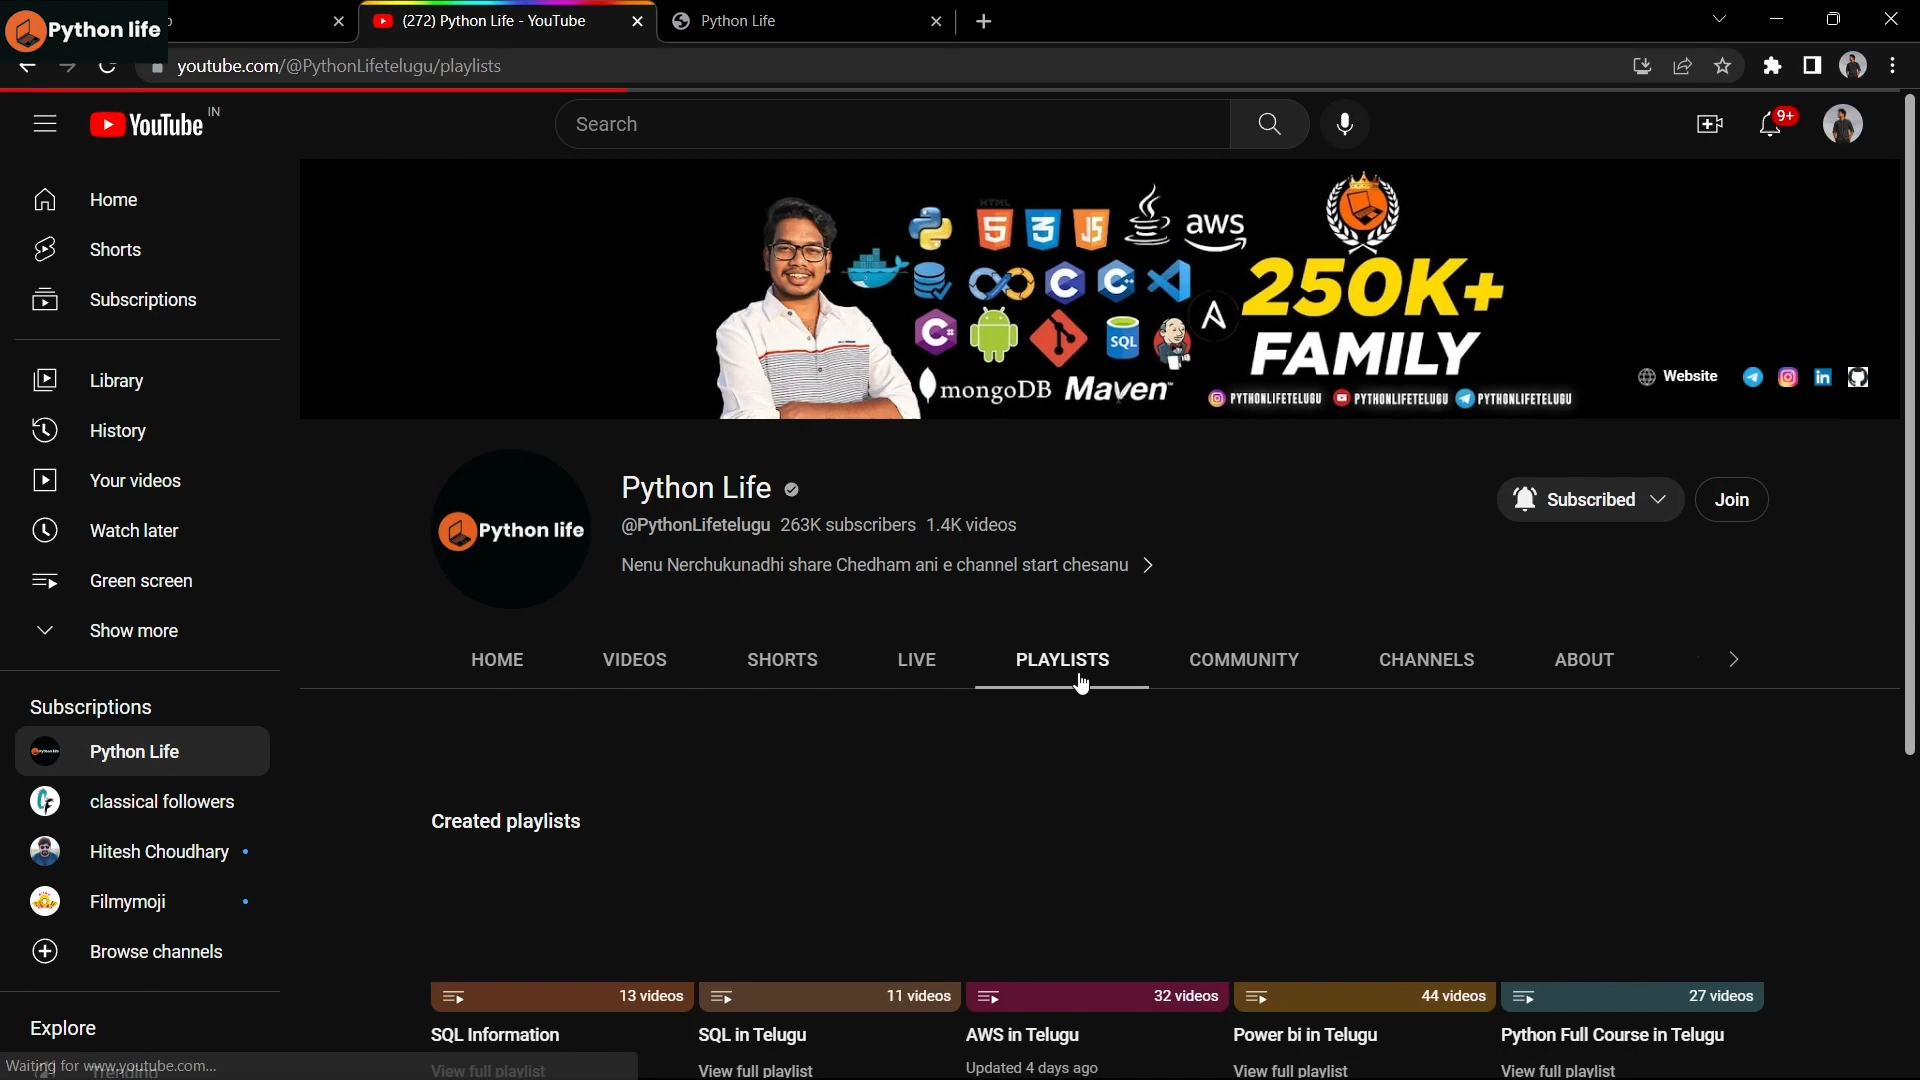 Python life
(272) Python Life - YouTube
Python Life
youtube.com/@PythonLifetelugu/playlists
YouTube IN
Search
9+
Home
Shorts
Subscriptions
Library
History
Your videos
Watch later
Green screen
Show more
Subscriptions
Python Life
classical followers
Hitesh Choudhary
Filmymoji
Browse channels
Explore
Trending
Waiting for www.youtube.com...
HTML
5 3 JS aws
C C++
C# SQL
mongoDB Maven
250K+
FAMILY
PYTHONLIFETELUGU PYTHONLIFETELUGU PYTHONLIFETELUGU
Website
Python life
Python Life
@PythonLifetelugu 263K subscribers 1.4K videos
Nenu Nerchukunadhi share Chedham ani e channel start chesanu
Subscribed
Join
HOME VIDEOS SHORTS LIVE PLAYLISTS COMMUNITY CHANNELS ABOUT
Created playlists
13 videos 11 videos 32 videos 44 videos 27 videos
SQL Information SQL in Telugu AWS in Telugu Power bi in Telugu Python Full Course in Telugu
View full playlist View full playlist Updated 4 days ago View full playlist View full playlist